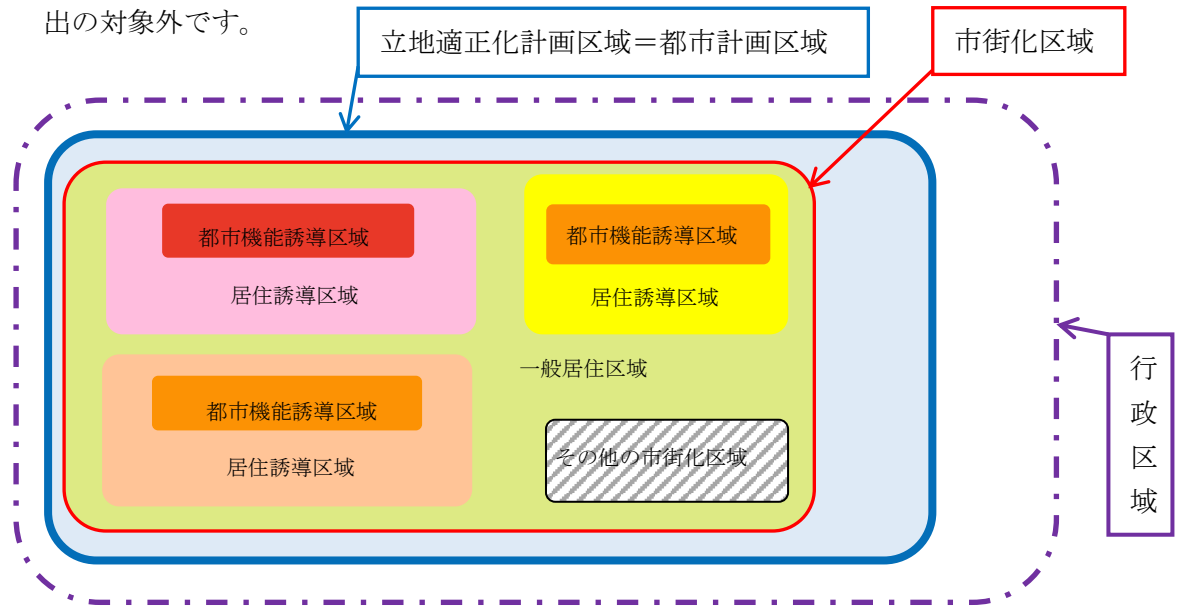 出の対象外です。
立地適正化計画区域＝都市計画区域
市街化区域
都市機能誘導区域
居住誘導区域
都市機能誘導区域
居住誘導区域
一般居住区域
都市機能誘導区域
居住誘導区域
その他の市街化区域
行政区域